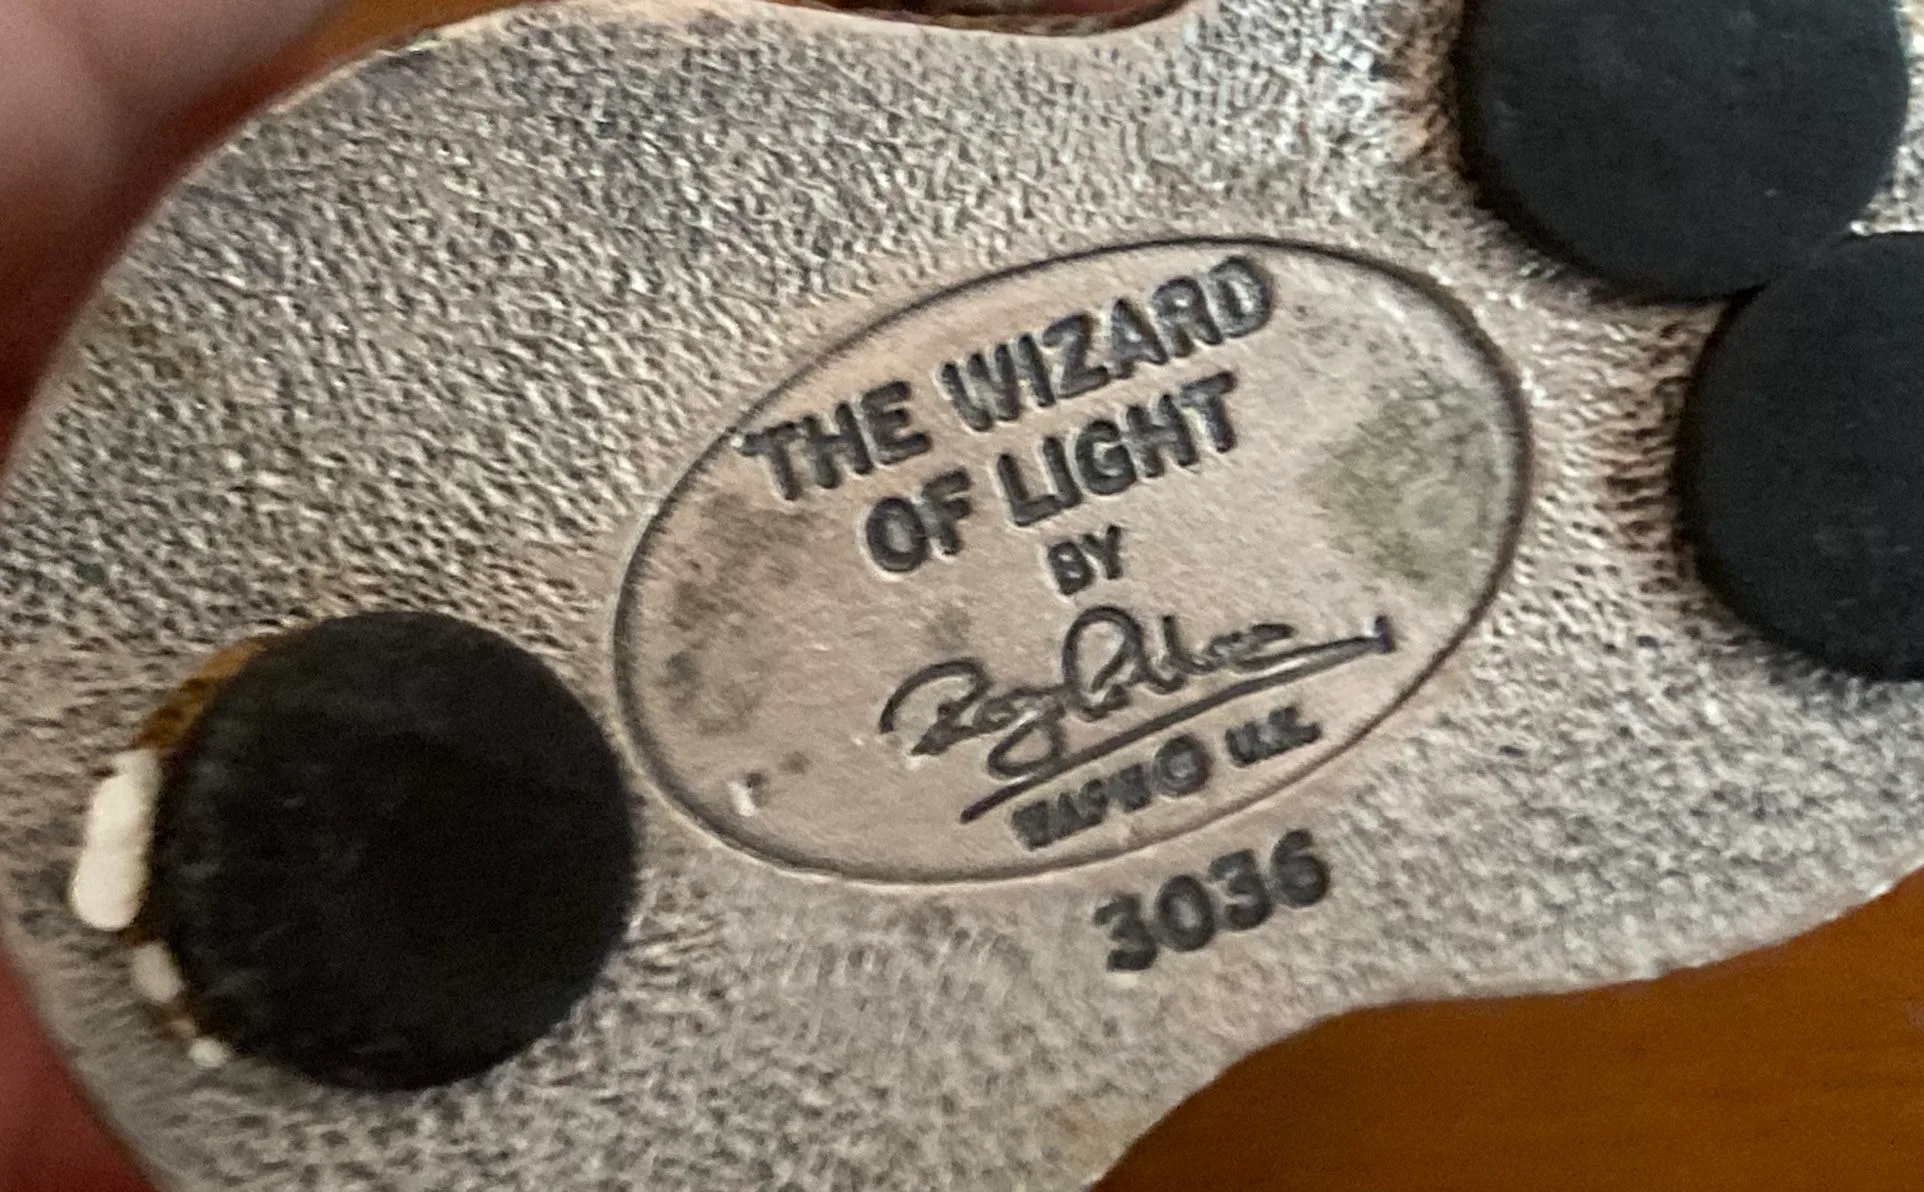 THE WIZARD
OF LIGHT
BY
© U.K.
3036